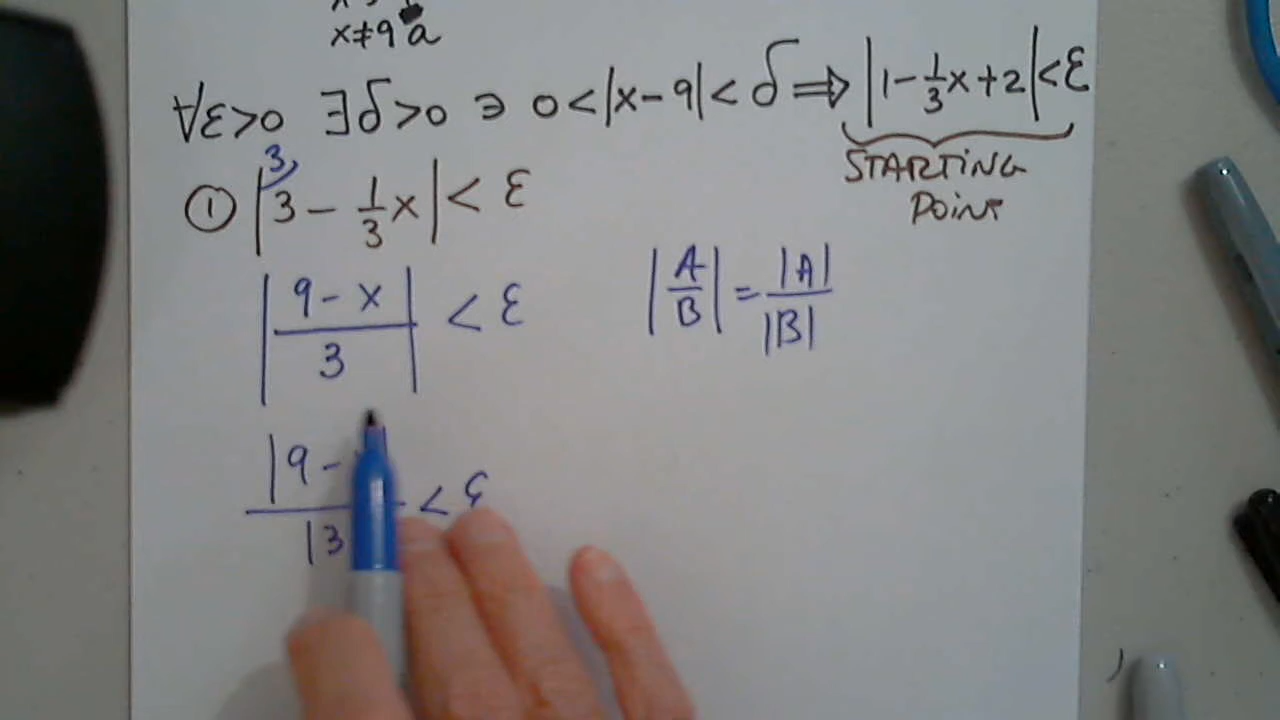 x≠9 a
∀ε>0 ∃δ>0 ∋ 0<|x-9|<δ ⇒ |1-1/3x+2|<ε
STARTING
POINT
3,
① |3 - 1/3x| < ε
|(9-x)/3| < ε |A/B| = |A|/|B|
|9- < ε
|3